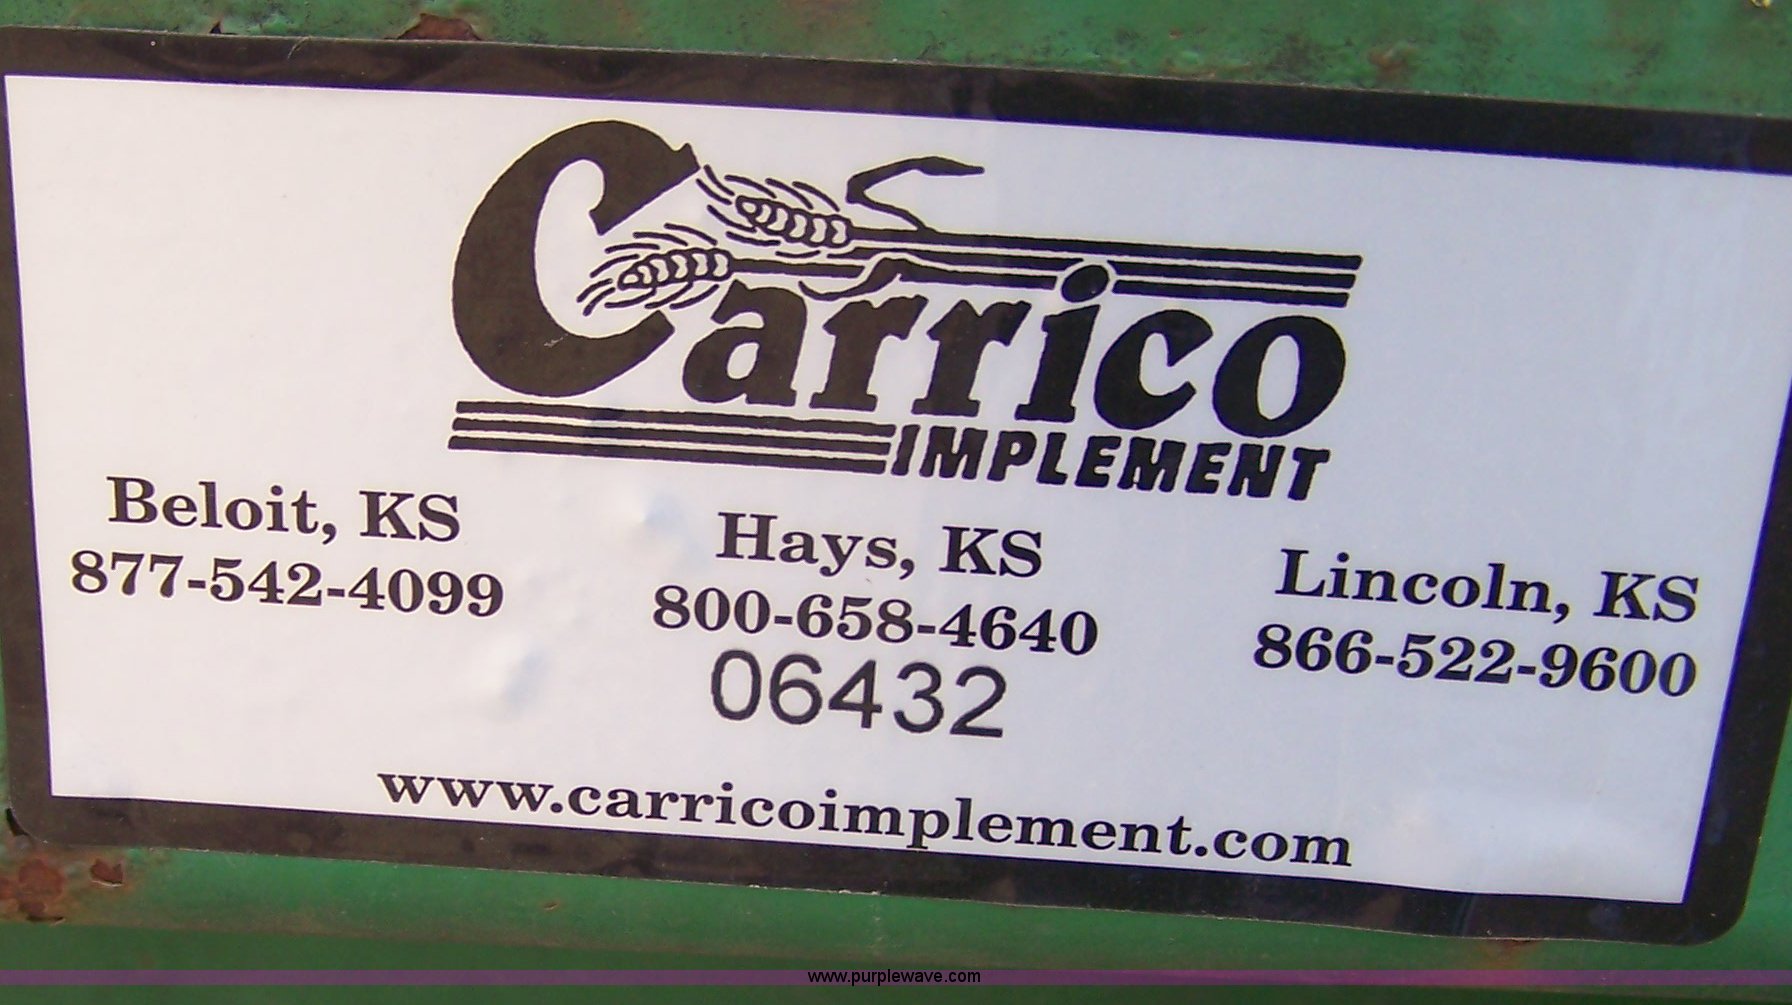 Carrico
IMPLEMENT
Beloit, KS
877-542-4099
Hays, KS
800-658-4640
Lincoln, KS
866-522-9600
06432
www.carricoimplement.com
www.purplewave.com